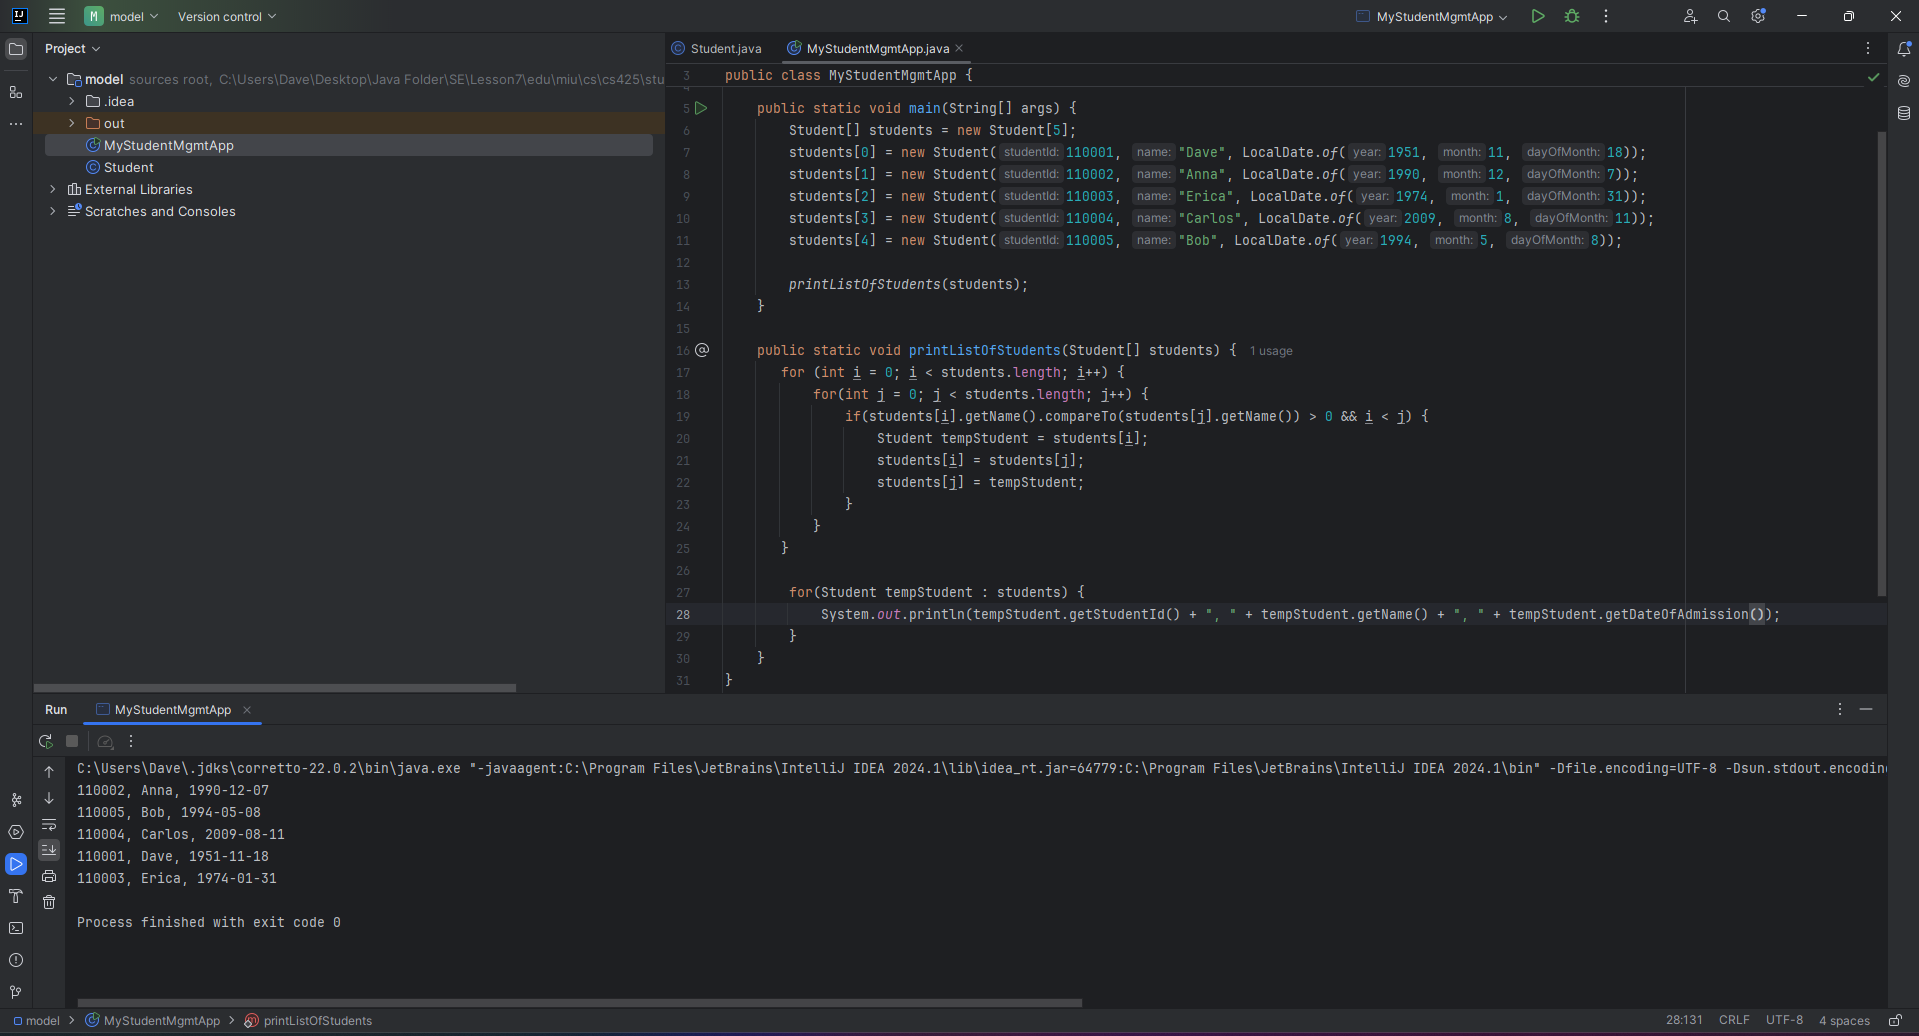 M model Version control MyStudentMgmtApp
Project
model sources root, C:\Users\Dave\Desktop\Java Folder\SE\Lesson7\edu\miu\cs\cs425\stu
.idea
out
MyStudentMgmtApp
Student
External Libraries
Scratches and Consoles
Student.java MyStudentMgmtApp.java
3 public class MyStudentMgmtApp {
4
5 public static void main(String[] args) {
6 Student[] students = new Student[5];
7 students[0] = new Student( studentId: 110001, name: "Dave", LocalDate.of( year: 1951, month: 11, dayOfMonth: 18));
8 students[1] = new Student( studentId: 110002, name: "Anna", LocalDate.of( year: 1990, month: 12, dayOfMonth: 7));
9 students[2] = new Student( studentId: 110003, name: "Erica", LocalDate.of( year: 1974, month: 1, dayOfMonth: 31));
10 students[3] = new Student( studentId: 110004, name: "Carlos", LocalDate.of( year: 2009, month: 8, dayOfMonth: 11));
11 students[4] = new Student( studentId: 110005, name: "Bob", LocalDate.of( year: 1994, month: 5, dayOfMonth: 8));
12
13 printListOfStudents(students);
14 }
15
16 public static void printListOfStudents(Student[] students) { 1 usage
17 for (int i = 0; i < students.length; i++) {
18 for(int j = 0; j < students.length; j++) {
19 if(students[i].getName().compareTo(students[j].getName()) > 0 && i < j) {
20 Student tempStudent = students[i];
21 students[i] = students[j];
22 students[j] = tempStudent;
23 }
24 }
25 }
26
27 for(Student tempStudent : students) {
28 System.out.println(tempStudent.getStudentId() + ", " + tempStudent.getName() + ", " + tempStudent.getDateOfAdmission());
29 }
30 }
31 }
Run MyStudentMgmtApp
C:\Users\Dave\.jdks\corretto-22.0.2\bin\java.exe "-javaagent:C:\Program Files\JetBrains\IntelliJ IDEA 2024.1\lib\idea_rt.jar=64779:C:\Program Files\JetBrains\IntelliJ IDEA 2024.1\bin" -Dfile.encoding=UTF-8 -Dsun.stdout.encodin
110002, Anna, 1990-12-07
110005, Bob, 1994-05-08
110004, Carlos, 2009-08-11
110001, Dave, 1951-11-18
110003, Erica, 1974-01-31
Process finished with exit code 0
model > MyStudentMgmtApp > printListOfStudents 28:131 CRLF UTF-8 4 spaces